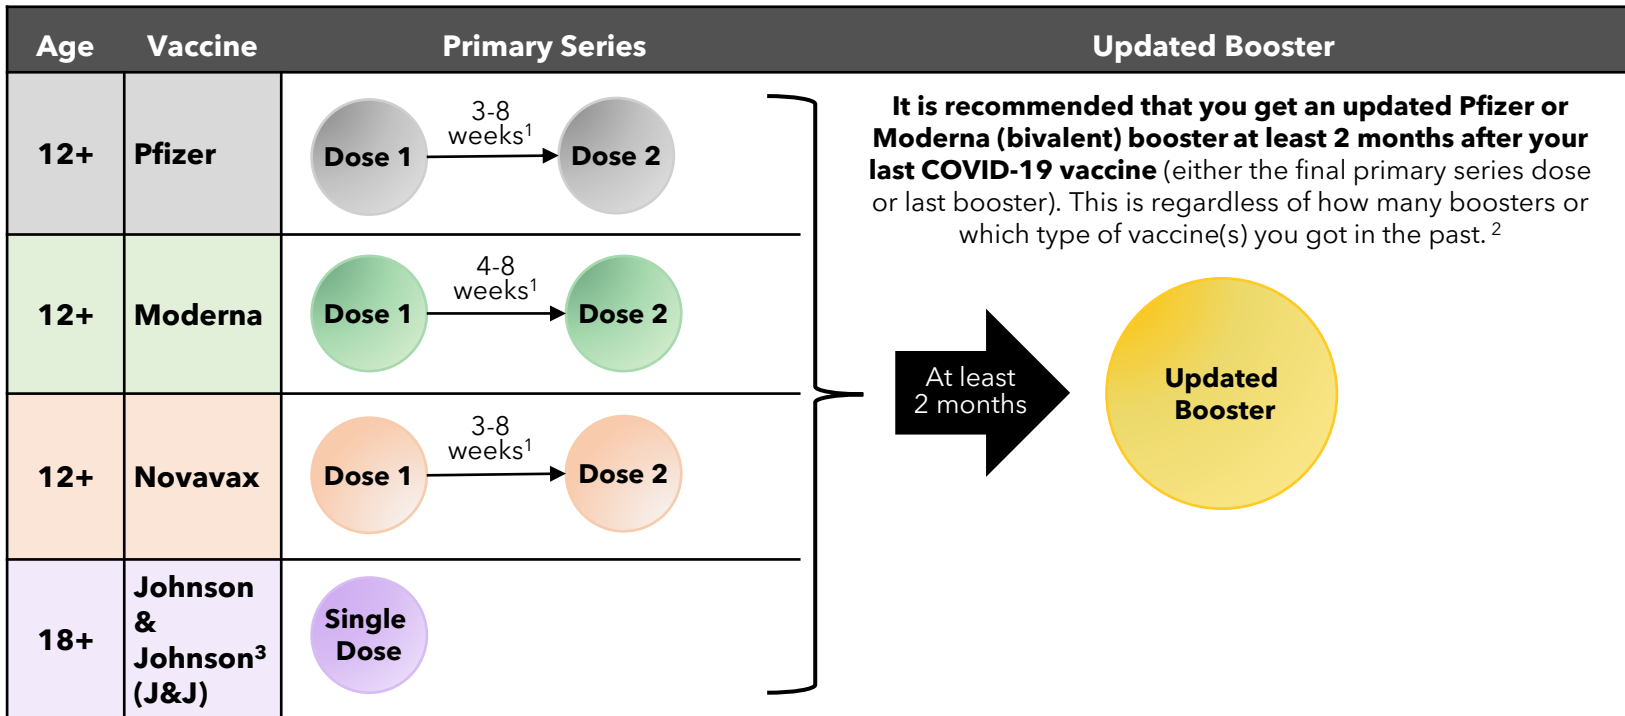 Age Vaccine Primary Series Updated Booster
12+ Pfizer
Dose 1
3-8
weeks¹
Dose 2
12+ Moderna
Dose 1
4-8
weeks¹
Dose 2
12+ Novavax
Dose 1
3-8
weeks¹
Dose 2
18+
Johnson
&
Johnson³
(J&J)
Single
Dose
It is recommended that you get an updated Pfizer or
Moderna (bivalent) booster at least 2 months after your
last COVID-19 vaccine (either the final primary series dose
or last booster). This is regardless of how many boosters or
which type of vaccine(s) you got in the past. ²
At least
2 months
Updated
Booster